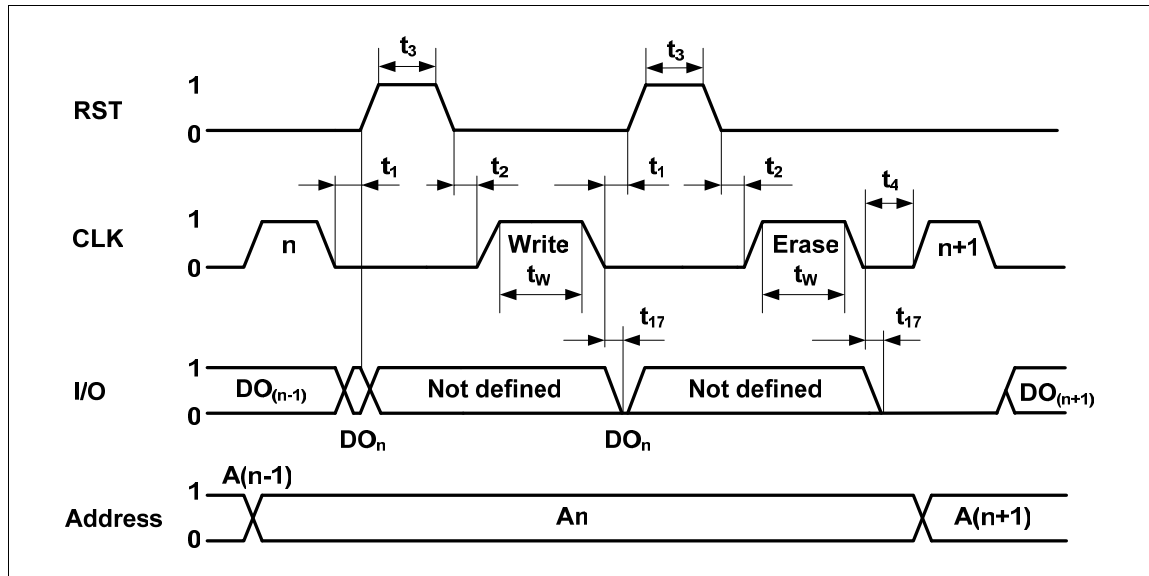 t3 t3
1
RST
0
t1 t2 t1 t2 t4
1
CLK n Write Erase n+1
0 tW tW
t17 t17
1
I/O DO(n-1) Not defined Not defined DO(n+1)
0
DOn DOn
A(n-1)
1
Address An A(n+1)
0